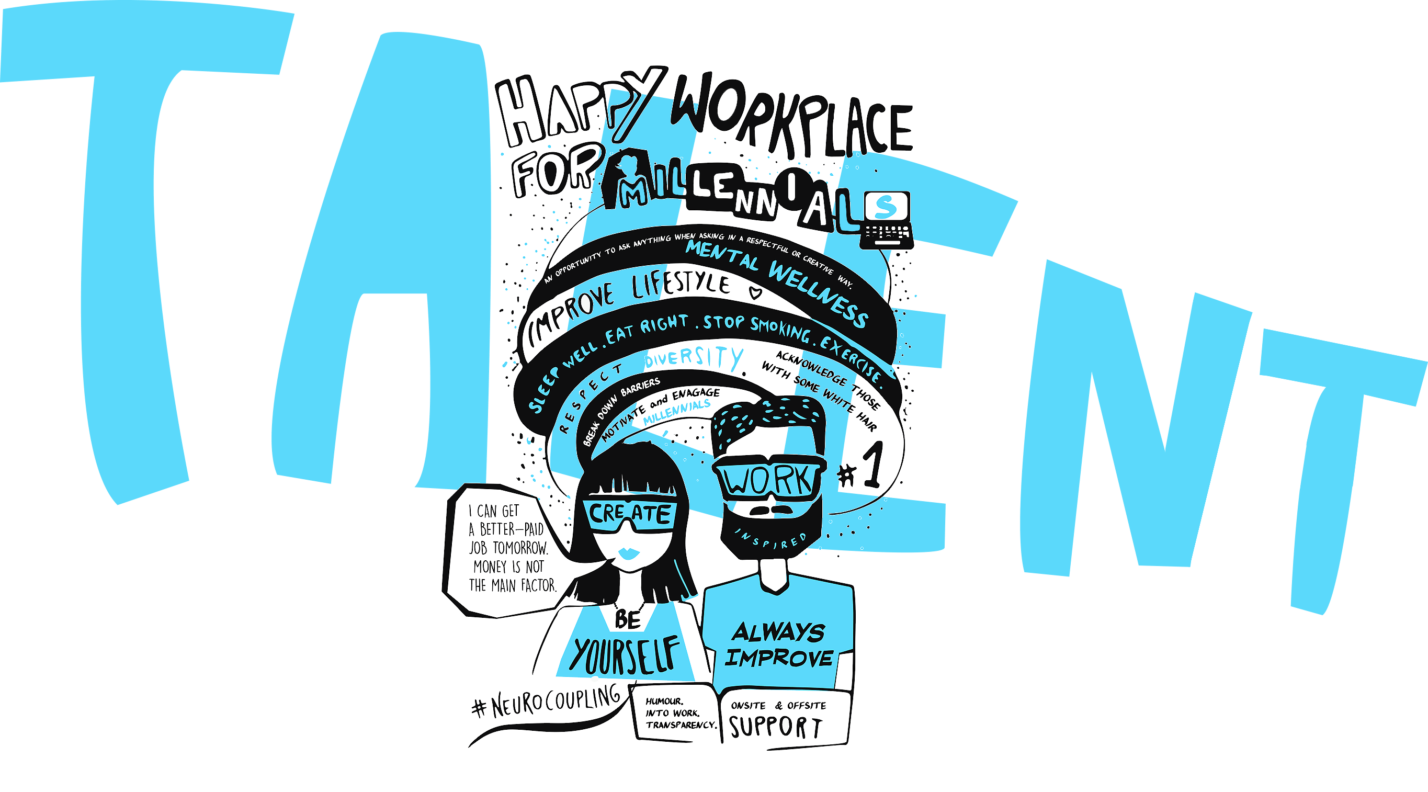 TALENT
HAPPY WORKPLACE
FOR MILLENNIALS
AN OPPORTUNITY TO ASK ANYTHING WHEN ASKING IN A RESPECTFUL OR CREATIVE WAY.
MENTAL WELLNESS
IMPROVE LIFESTYLE
SLEEP WELL . EAT RIGHT . STOP SMOKING . EXERCISE .
RESPECT DIVERSITY.
ACKNOWLEDGE THOSE
WITH SOME WHITE HAIR
BREAK DOWN BARRIERS
MOTIVATE and ENAGAGE
MILLENNIALS
#1
WORK
CREATE
INSPIRED
I CAN GET
A BETTER-PAID
JOB TOMORROW.
MONEY IS NOT
THE MAIN FACTOR.
BE
YOURSELF
ALWAYS
IMPROVE
#NEUROCOUPLING
HUMOUR.
INTO WORK.
TRANSPARENCY.
ONSITE & OFFSITE
SUPPORT